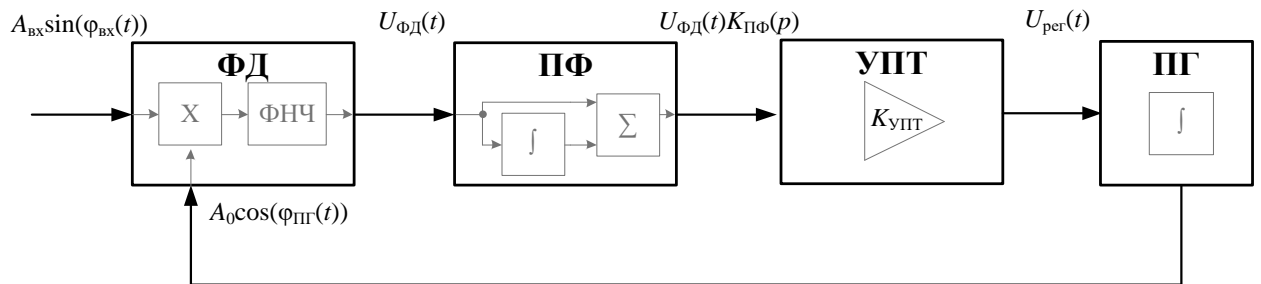 A_вх sin(φ_вх(t))
U_ФД(t)
U_ФД(t)K_ПФ(p)
U_рег(t)
ФД
ПФ
УПТ
ПГ
X
ФНЧ
∫
∑
K_УПТ
∫
A_0 cos(φ_ПГ(t))